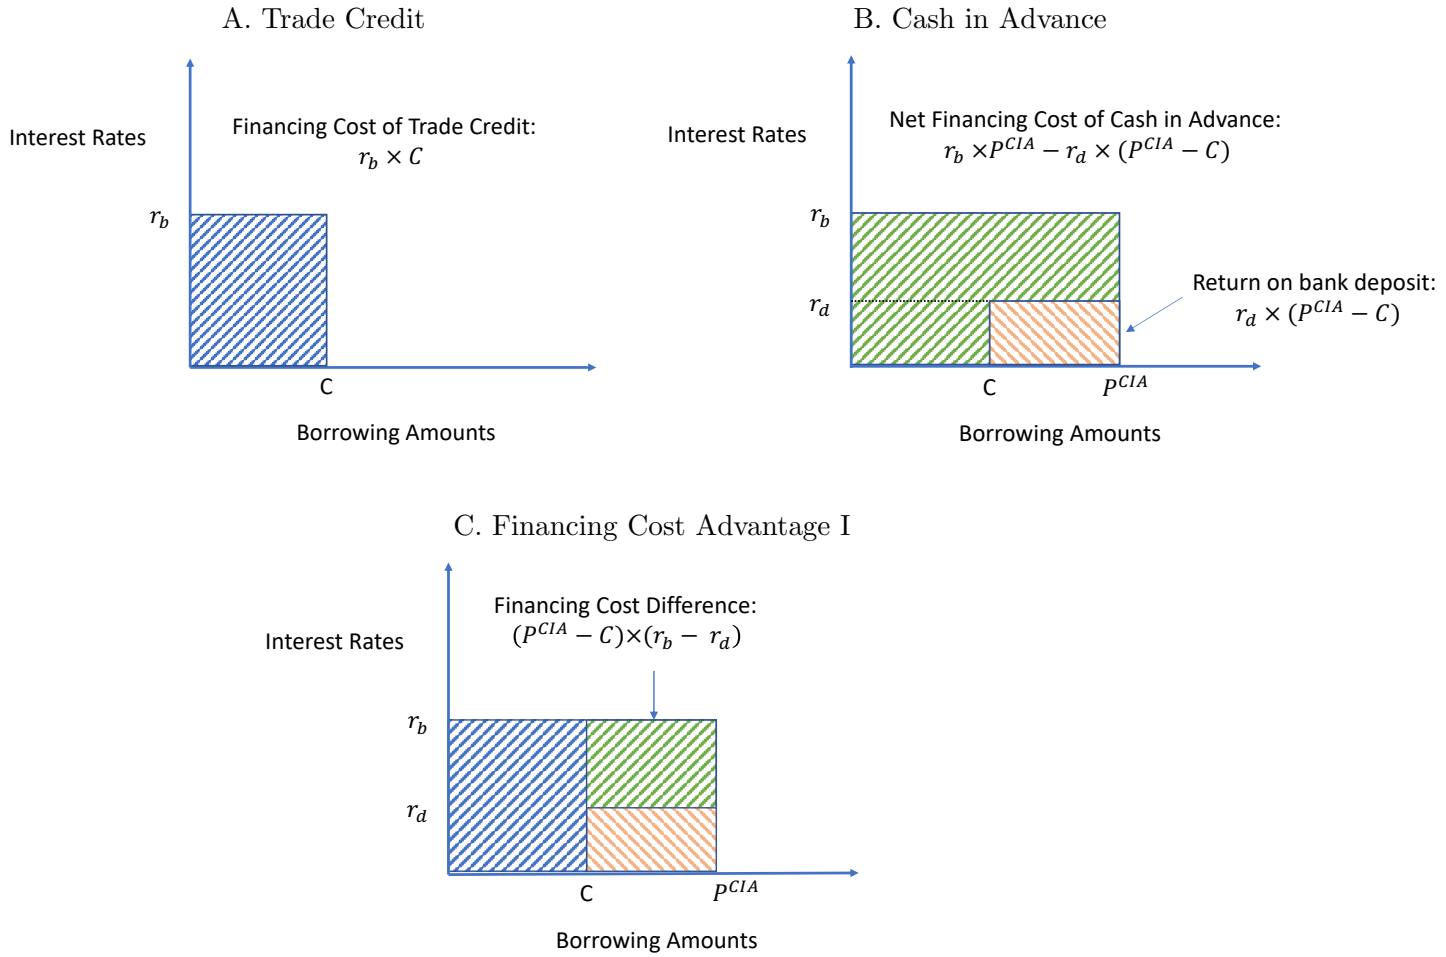 A. Trade Credit
Interest Rates
Financing Cost of Trade Credit:
r_b × C
r_b
C
Borrowing Amounts
B. Cash in Advance
Interest Rates
Net Financing Cost of Cash in Advance:
r_b ×P^{CIA} − r_d × (P^{CIA} − C)
r_b
r_d
Return on bank deposit:
r_d × (P^{CIA} − C)
C
P^{CIA}
Borrowing Amounts
C. Financing Cost Advantage I
Interest Rates
Financing Cost Difference:
(P^{CIA} − C)×(r_b − r_d)
r_b
r_d
C
P^{CIA}
Borrowing Amounts